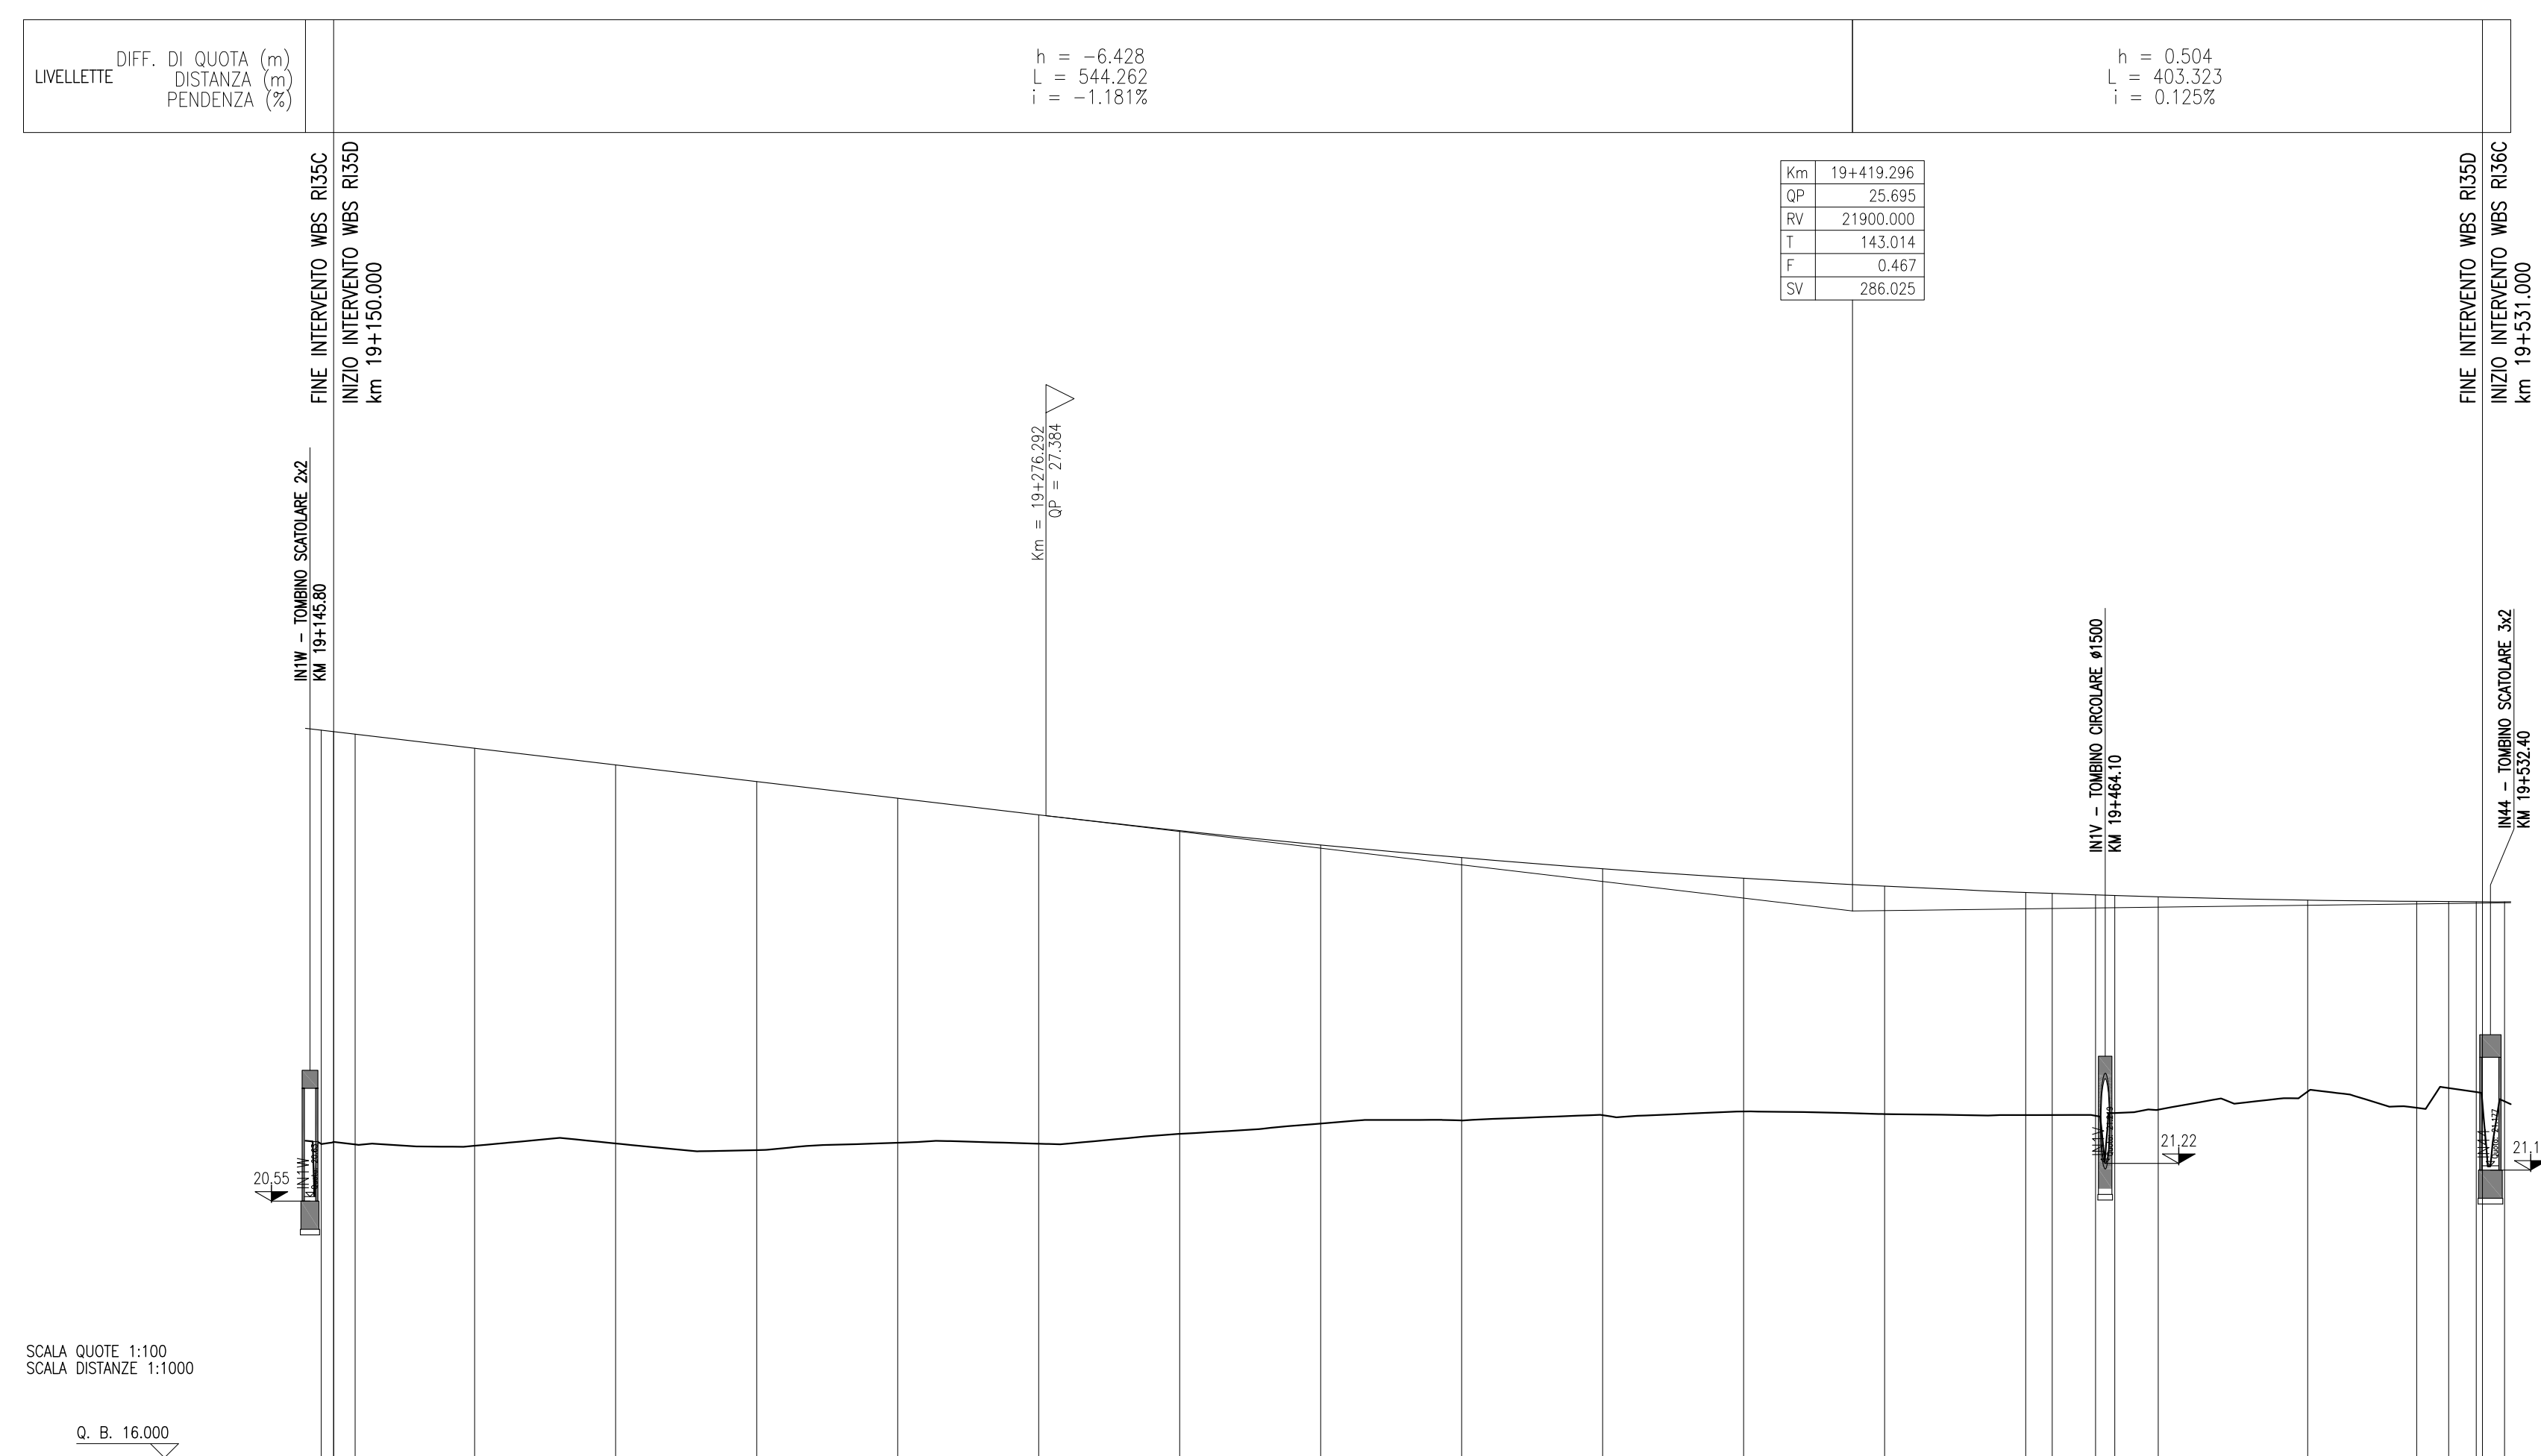 LIVELLETTE
DIFF. DI QUOTA (m)
DISTANZA (m)
PENDENZA (%)
h = -6.428
L = 544.262
i = -1.181%
h = 0.504
L = 403.323
i = 0.125%
FINE INTERVENTO WBS RI35C
INIZIO INTERVENTO WBS RI35D
km 19+150.000
Km 19+419.296
QP 25.695
RV 21900.000
T 143.014
F 0.467
SV 286.025
FINE INTERVENTO WBS RI35D
INIZIO INTERVENTO WBS RI36C
km 19+531.000
Km = 19+276.292
QP = 27.384
IN1W - TOMBINO SCATOLARE 2x2
KM 19+145.80
IN1V - TOMBINO CIRCOLARE ø1500
KM 19+464.10
IN44 - TOMBINO SCATOLARE 3x2
KM 19+532.40
20,55
IN1W
IN1V
21,22
IN44
21,1
SCALA QUOTE 1:100
SCALA DISTANZE 1:1000
Q. B. 16.000